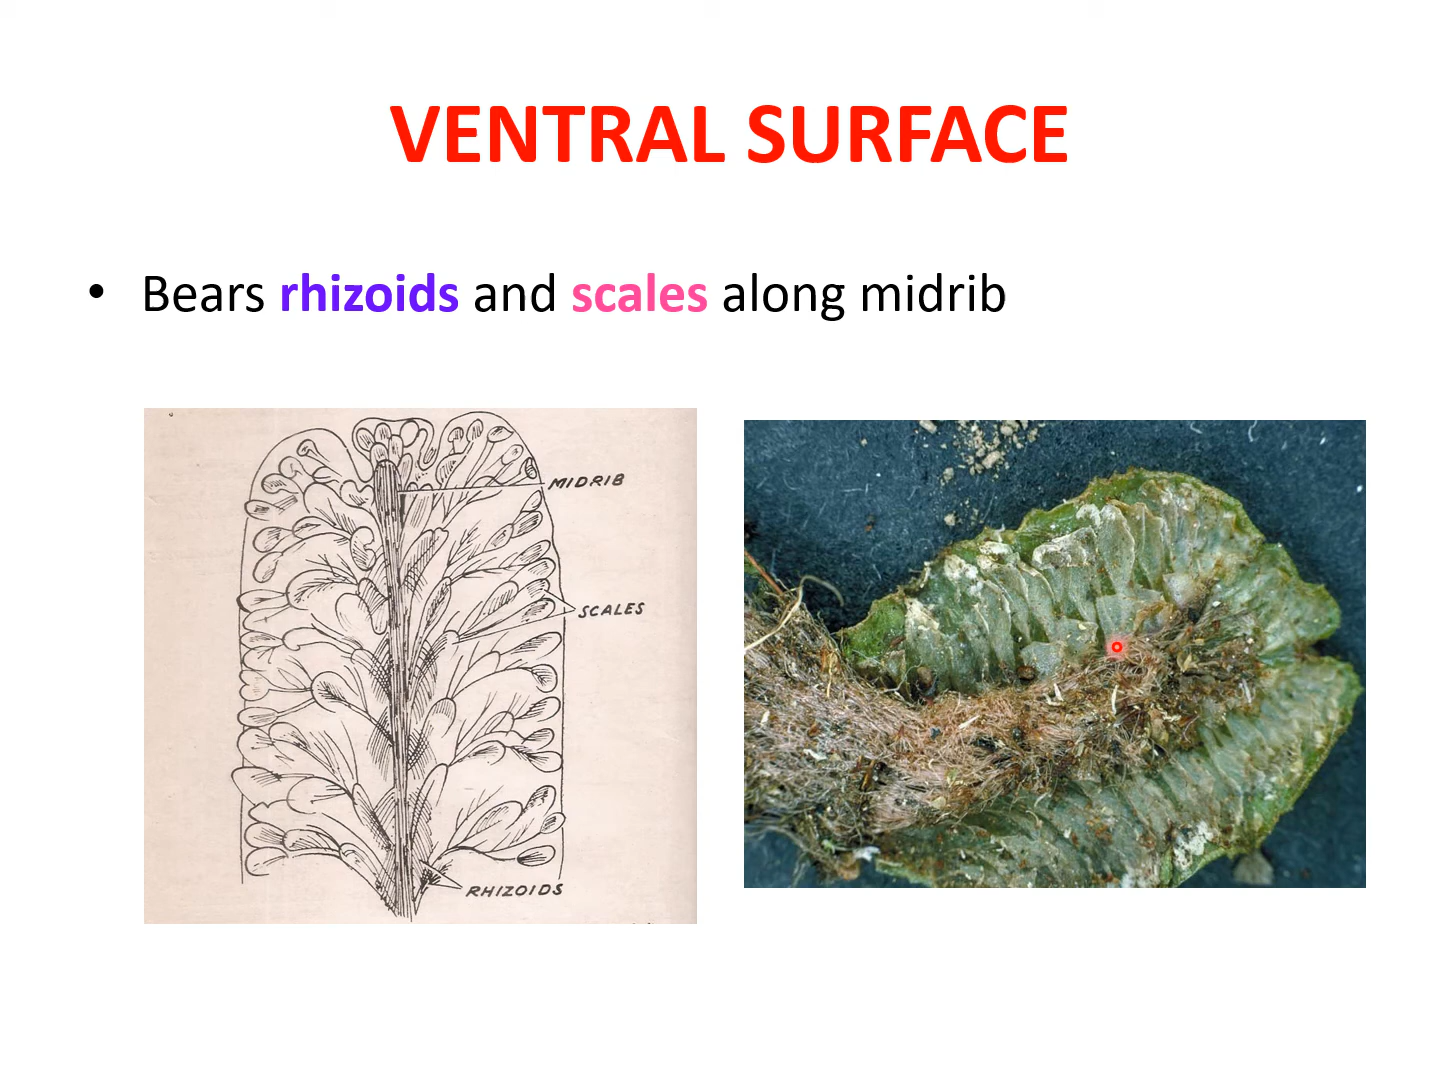 VENTRAL SURFACE
• Bears rhizoids and scales along midrib
MIDRIB
SCALES
RHIZOIDS